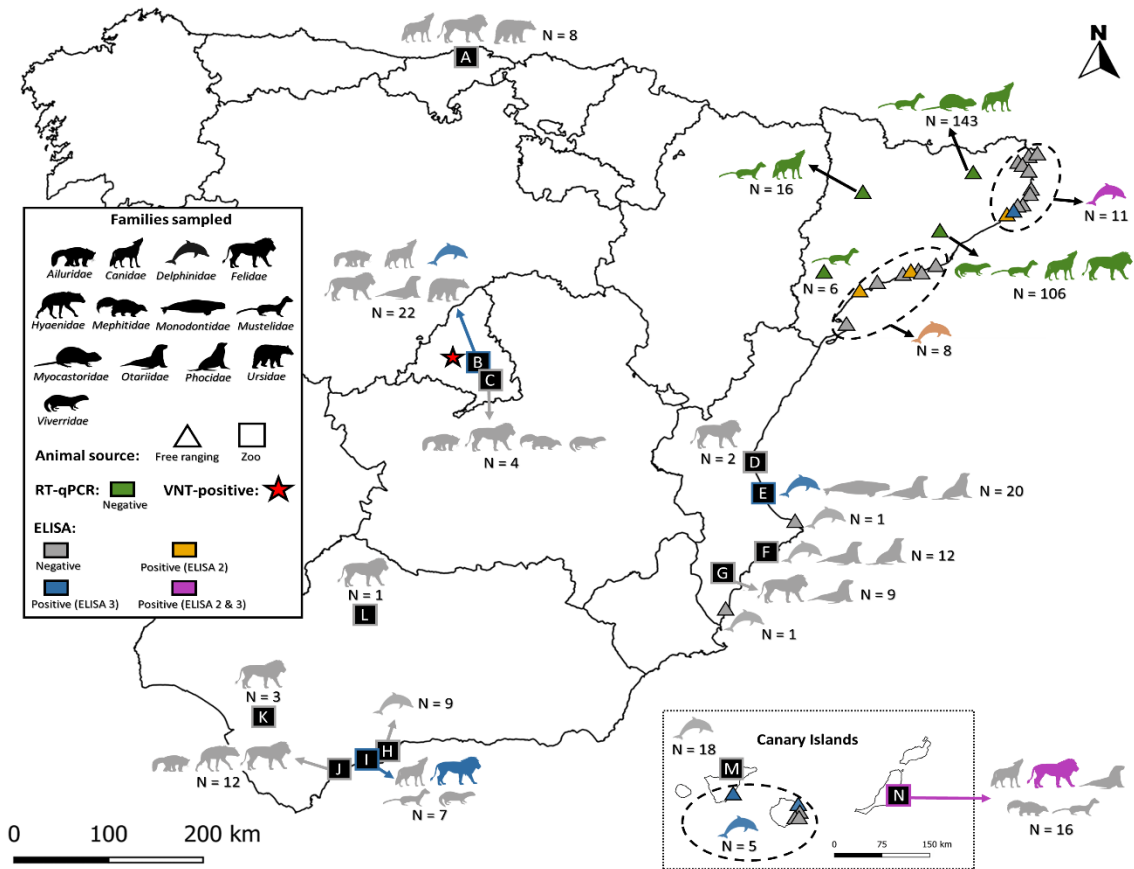 N = 8
A
N
N = 143
N = 16
N = 11
Families sampled
Ailuridae Canidae Delphinidae Felidae
Hyaenidae Mephitidae Monodontidae Mustelidae
Myocastoridae Otariidae Phocidae Ursidae
Viverridae
Animal source: Free ranging Zoo
RT-qPCR: Negative VNT-positive:
ELISA:
Negative Positive (ELISA 2)
Positive (ELISA 3) Positive (ELISA 2 & 3)
N = 22
B
C
N = 4
N = 6
N = 106
N = 8
N = 2
D
E
N = 20
N = 1
F
N = 12
G
N = 9
N = 1
N = 1
L
N = 3
K
N = 9
H
I
J
N = 12
N = 7
Canary Islands
N = 18
M
N = 5
N
N = 16
0 75 150 km
0 100 200 km